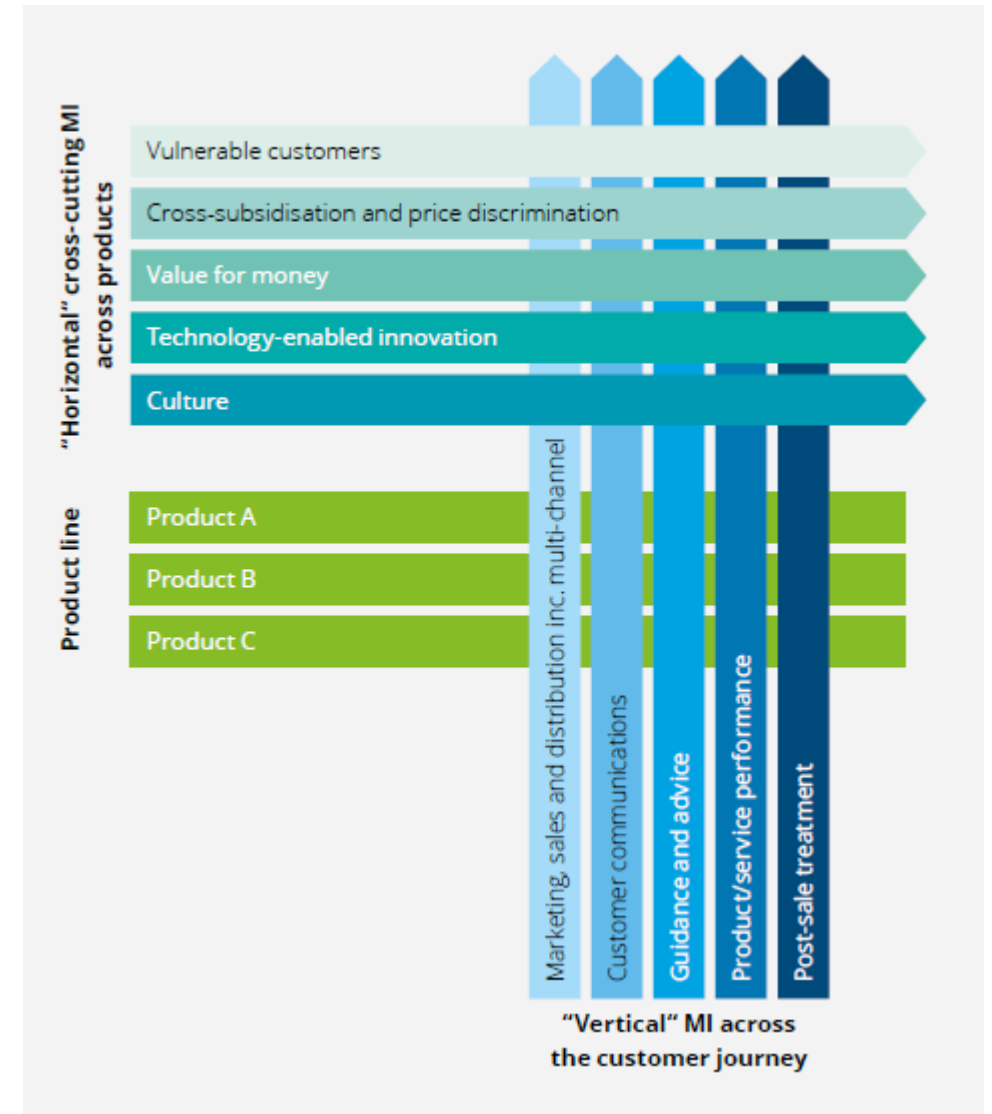 “Horizontal“ cross-cutting MI
across products
Vulnerable customers
Cross-subsidisation and price discrimination
Value for money
Technology-enabled innovation
Culture
Product line
Product A
Product B
Product C
Marketing, sales and distribution inc. multi-channel
Customer communications
Guidance and advice
Product/service performance
Post-sale treatment
“Vertical“ MI across
the customer journey